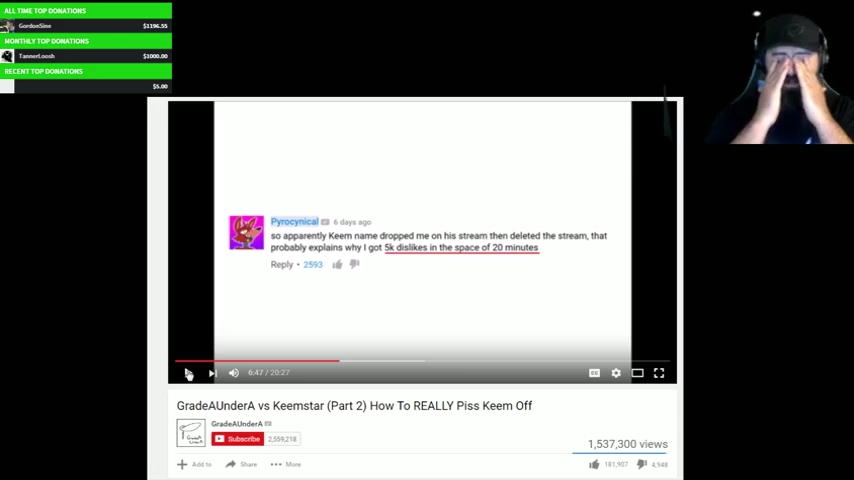 ALL TIME TOP DONATIONS
GordonSine $1196.55
MONTHLY TOP DONATIONS
TannerLoosh $1000.00
RECENT TOP DONATIONS
$5.00
Pyrocynical 6 days ago
so apparently Keem name dropped me on his stream then deleted the stream, that
probably explains why I got 5k dislikes in the space of 20 minutes
Reply • 2593
6:47 / 20:27
GradeAUnderA vs Keemstar (Part 2) How To REALLY Piss Keem Off
GradeAUnderA
Subscribe 2,559,218
1,537,300 views
Add to Share More
181,907 4,948